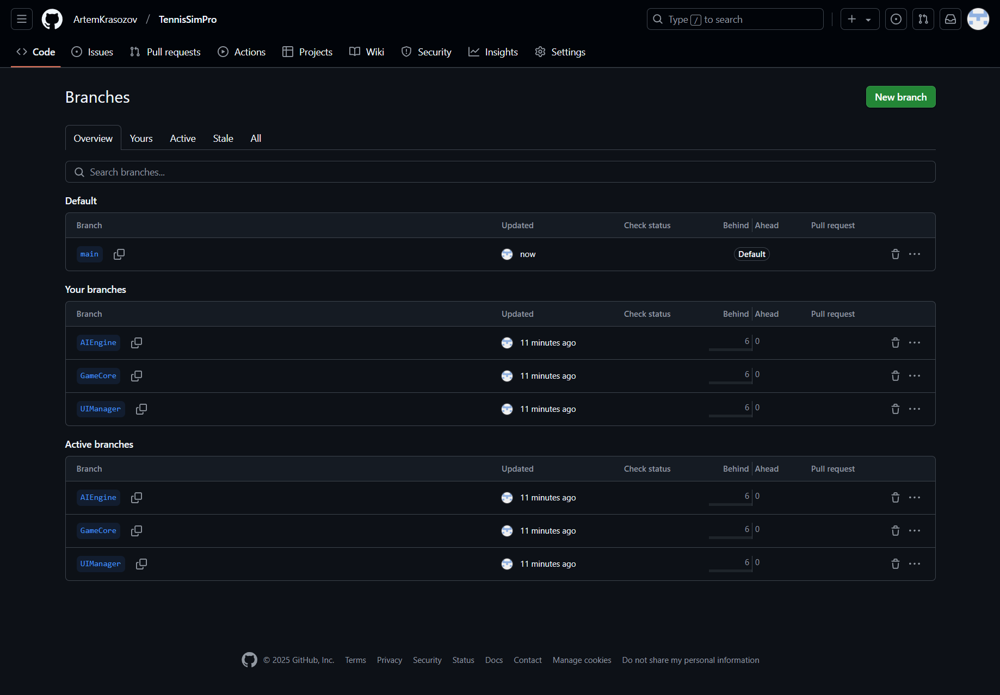 ArtemKrasozov / TennisSimPro Type / to search
Code Issues Pull requests Actions Projects Wiki Security Insights Settings
Branches New branch
Overview Yours Active Stale All
Search branches...
Default
Branch Updated Check status Behind Ahead Pull request
main now Default
Your branches
Branch Updated Check status Behind Ahead Pull request
AIEngine 11 minutes ago 6 0
GameCore 11 minutes ago 6 0
UIManager 11 minutes ago 6 0
Active branches
Branch Updated Check status Behind Ahead Pull request
AIEngine 11 minutes ago 6 0
GameCore 11 minutes ago 6 0
UIManager 11 minutes ago 6 0
© 2025 GitHub, Inc. Terms Privacy Security Status Docs Contact Manage cookies Do not share my personal information